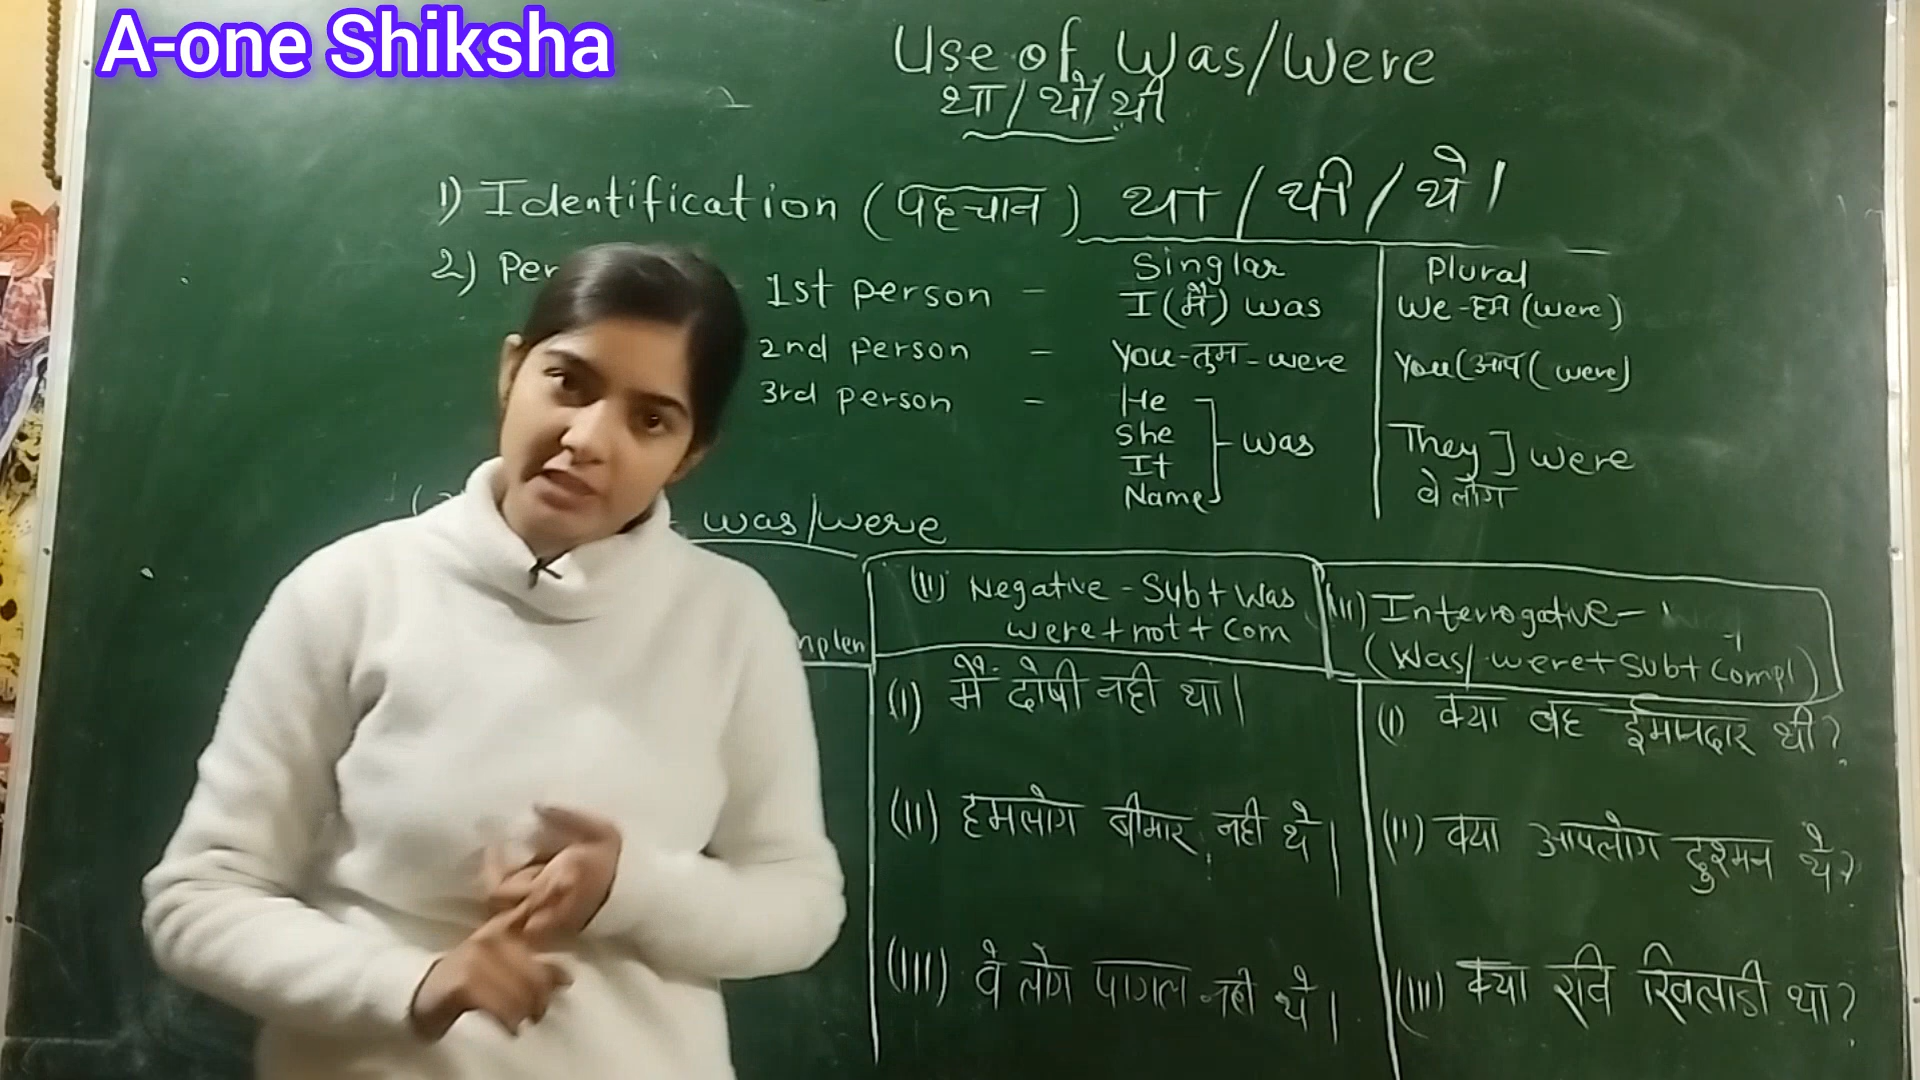 A-one Shiksha
Use of Was/Were
था / थे / थी
1) Identification (पहचान) था / थी / थे।
2) Per
Singlar
Plural
1st person - I (मैं) was
We - हम (were)
2nd person - You - तुम - were
You (आप ( were)
3rd person - He
She
It
Name
was
They ] were
वे लोग
was/were
mplen
(II) Negative - Sub + Was
were + not + Com
(III) Interrogative -
(Was/were + Sub + Compl)
(I) मैं दोषी नही था।
(II) हमलोग बीमार नही थे।
(III) वे लोग पागल नही थे।
(I) क्या वह ईमानदार थी?
(II) क्या आपलोग दुश्मन थे?
(III) क्या रवि खिलाडी था?